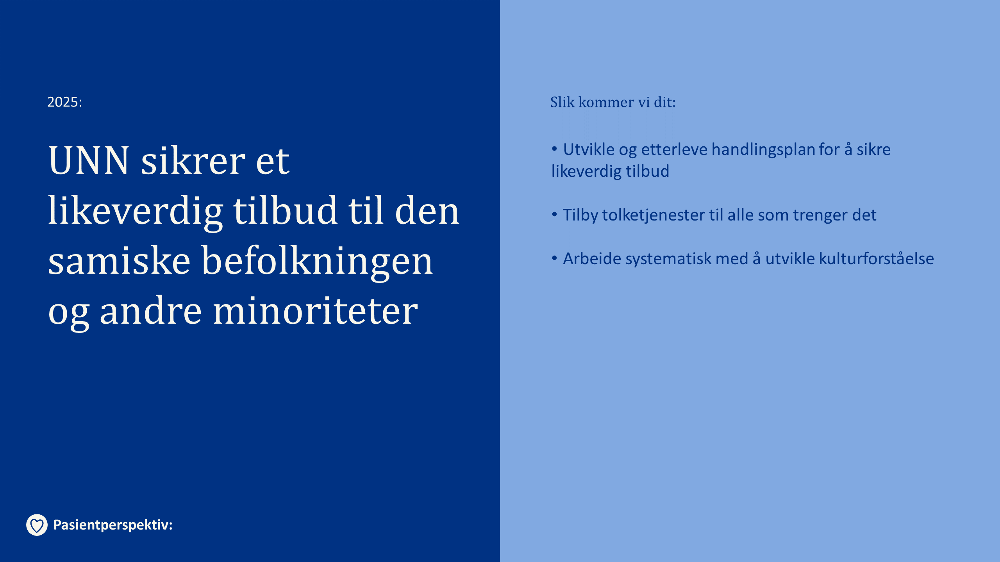 2025:
UNN sikrer et
likeverdig tilbud til den
samiske befolkningen
og andre minoriteter
Pasientperspektiv:
Slik kommer vi dit:
• Utvikle og etterleve handlingsplan for å sikre
likeverdig tilbud
• Tilby tolketjenester til alle som trenger det
• Arbeide systematisk med å utvikle kulturforståelse